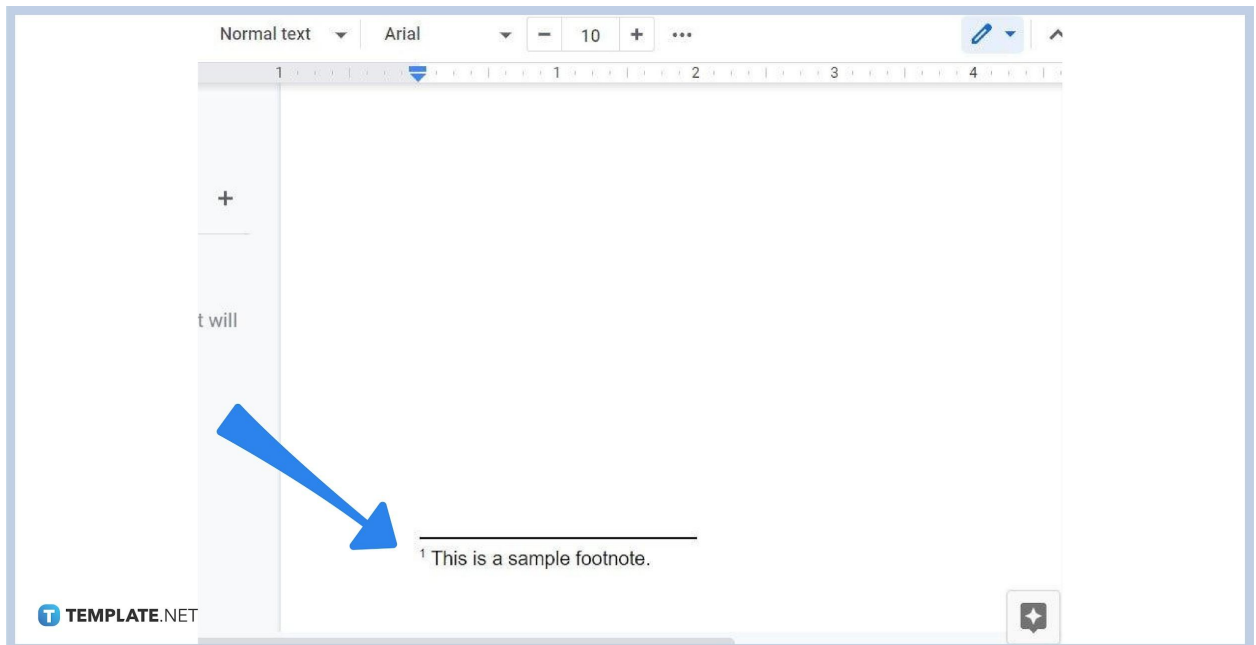 Normal text Arial - 10 + ...
1 1 2 3 4
+
t will
1 This is a sample footnote.
T TEMPLATE.NET